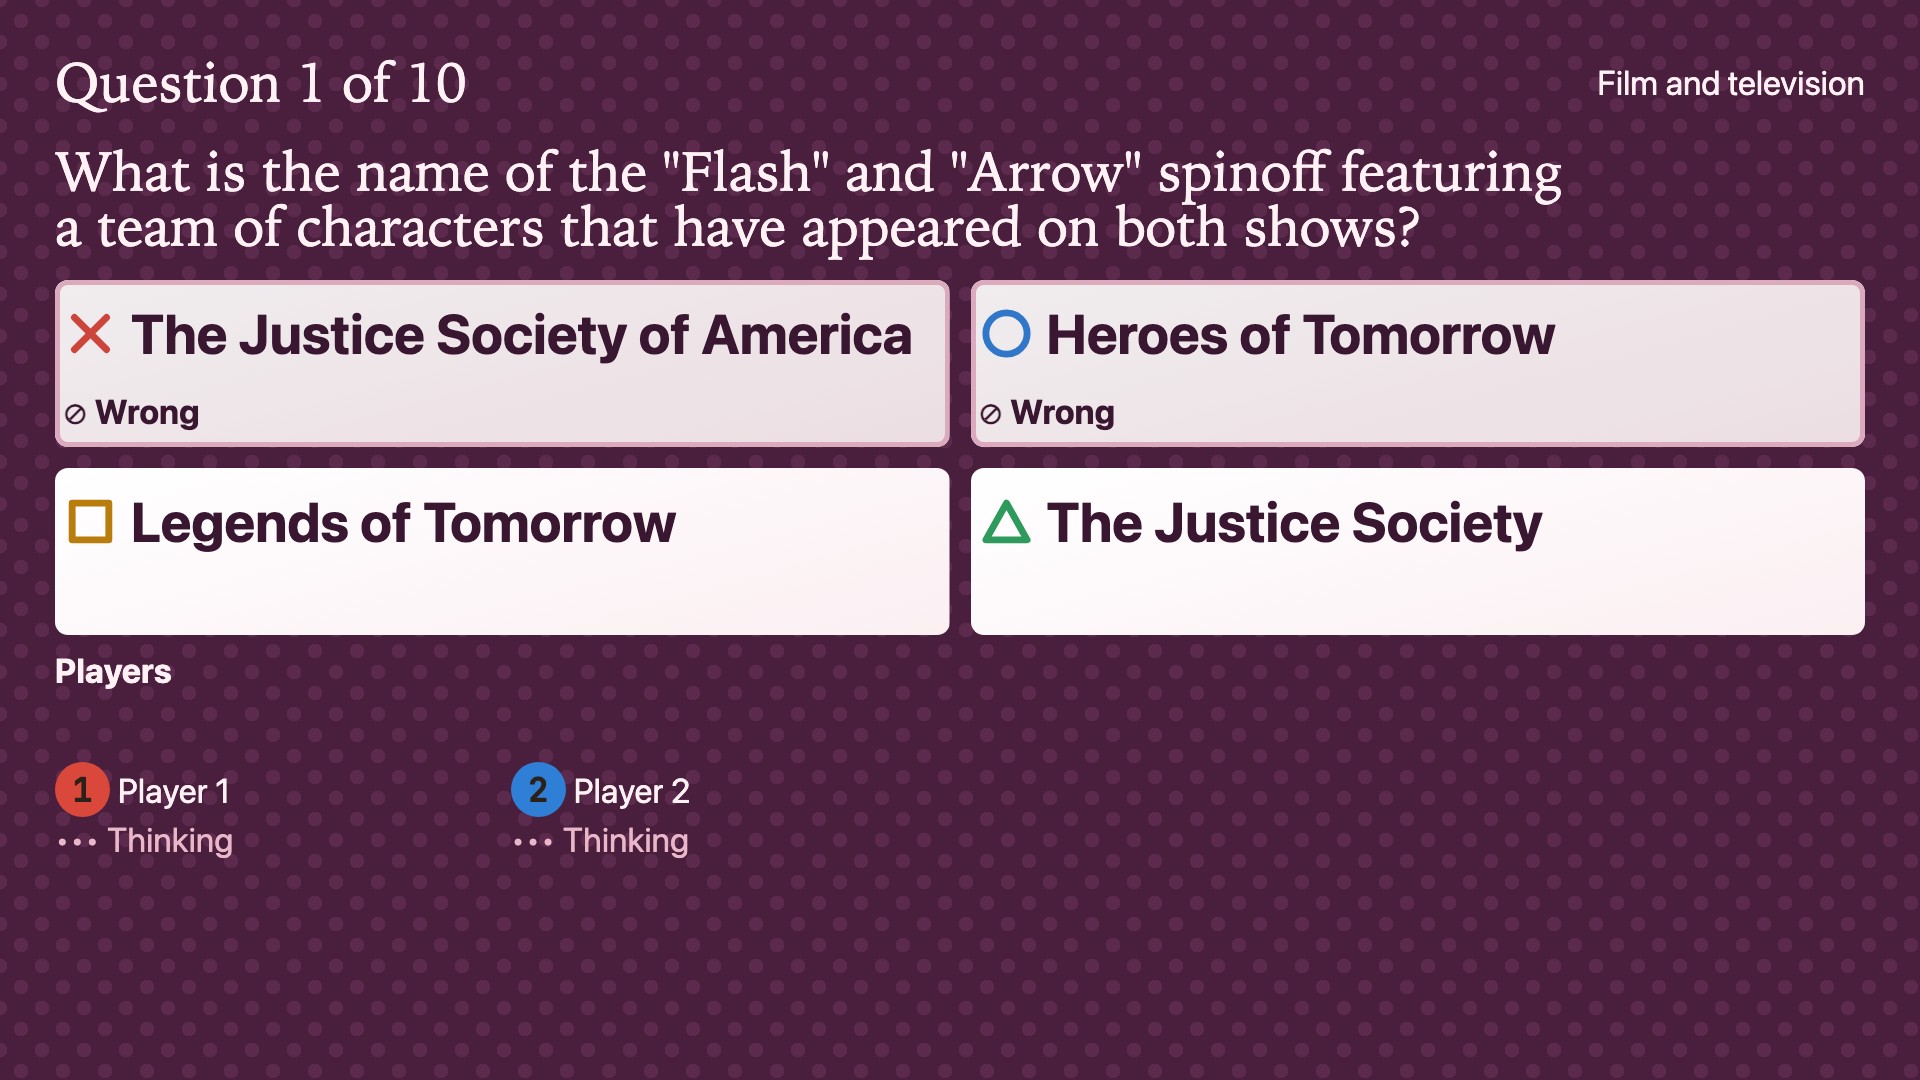 Question 1 of 10
Film and television
What is the name of the "Flash" and "Arrow" spinoff featuring
a team of characters that have appeared on both shows?
The Justice Society of America
Wrong
Heroes of Tomorrow
Wrong
Legends of Tomorrow
The Justice Society
Players
1 Player 1
... Thinking
2 Player 2
... Thinking